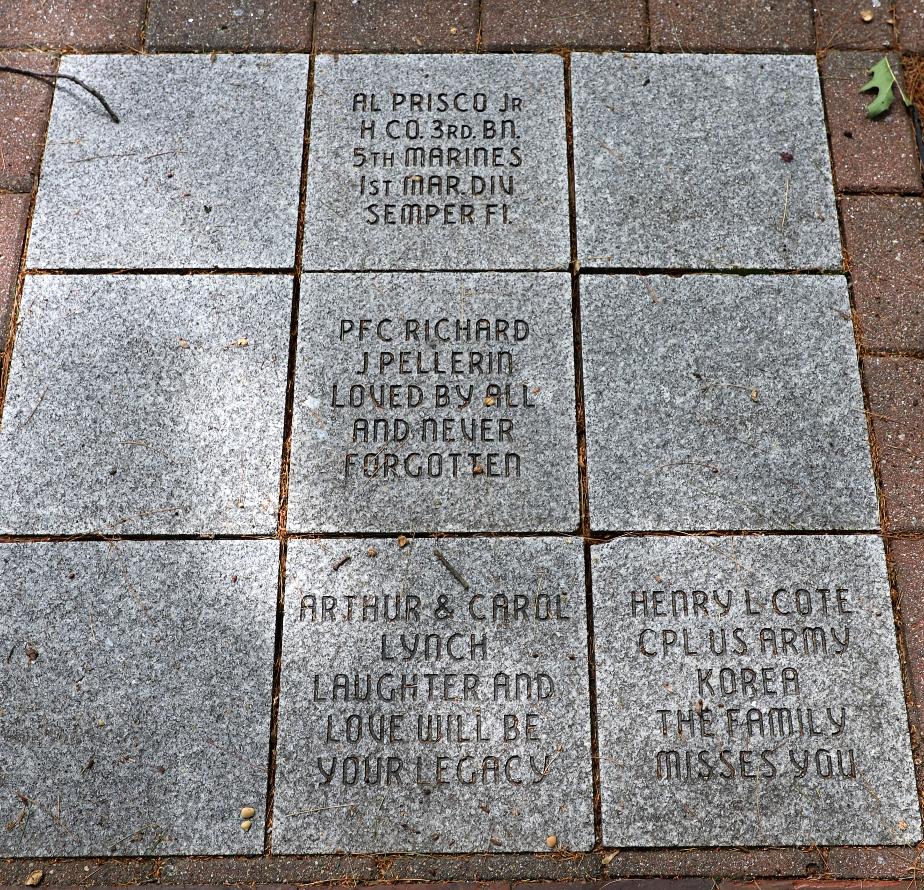 AL PRISCO JR
H CO. 3RD. BN.
5TH MARINES
1ST MAR. DIV
SEMPER FI.
PFC RICHARD
J PELLERIN
LOVED BY ALL
AND NEVER
FORGOTTEN
ARTHUR & CAROL
LYNCH
LAUGHTER AND
LOVE WILL BE
YOUR LEGACY
HENRY L COTE
CPL US ARMY
KOREA
THE FAMILY
MISSES YOU